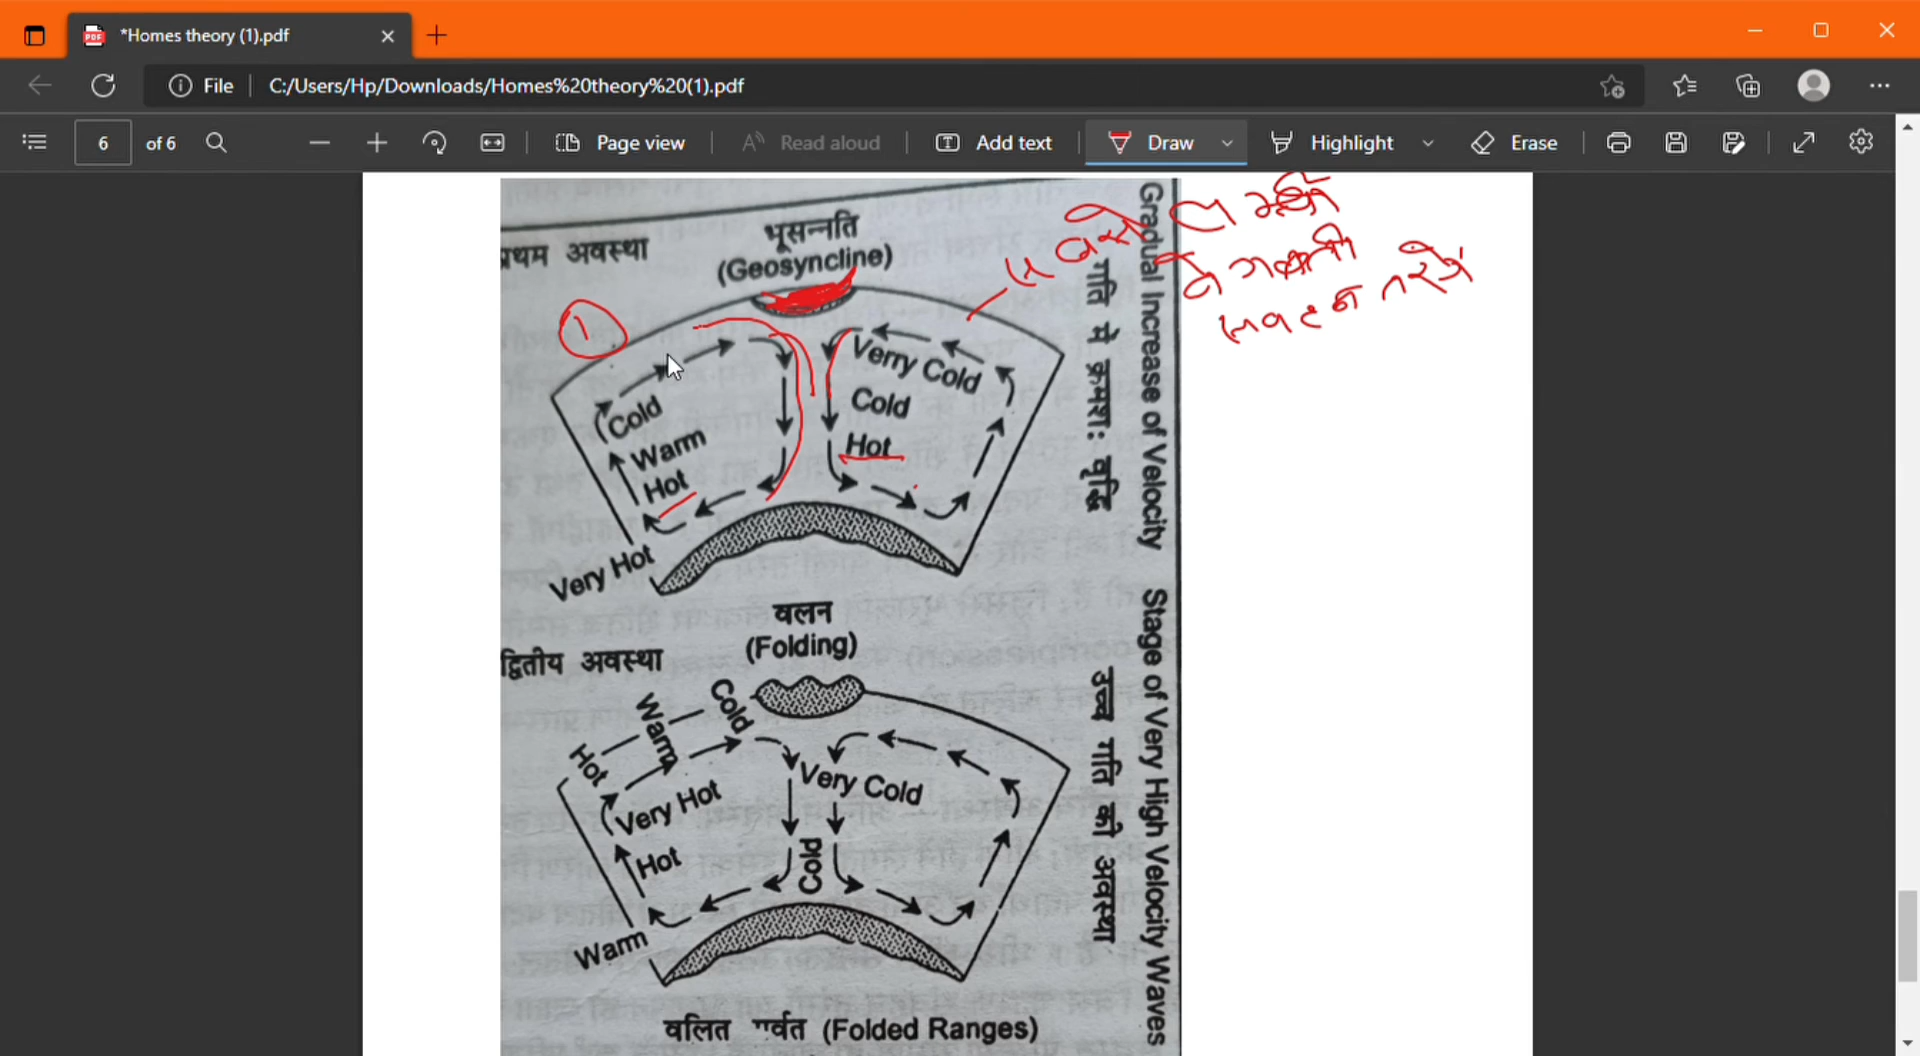 *Homes theory (1).pdf
File
C:/Users/Hp/Downloads/Homes%20theory%20(1).pdf
6 of 6
Page view
Read aloud
Add text
Draw
Highlight
Erase
प्रथम अवस्था
भूसन्नति
(Geosyncline)
1
Cold
Warm
Hot
Very Hot
Verry Cold
Cold
Hot
Gradual Increase of Velocity
गति मे क्रमश: वृद्धि
वलन
(Folding)
द्वितीय अवस्था
Hot
Warm
Cold
Very Hot
Hot
Warm
Very Cold
Cold
Stage of Very High Velocity Waves
उच्च गति की अवस्था
वलित पर्वत (Folded Ranges)